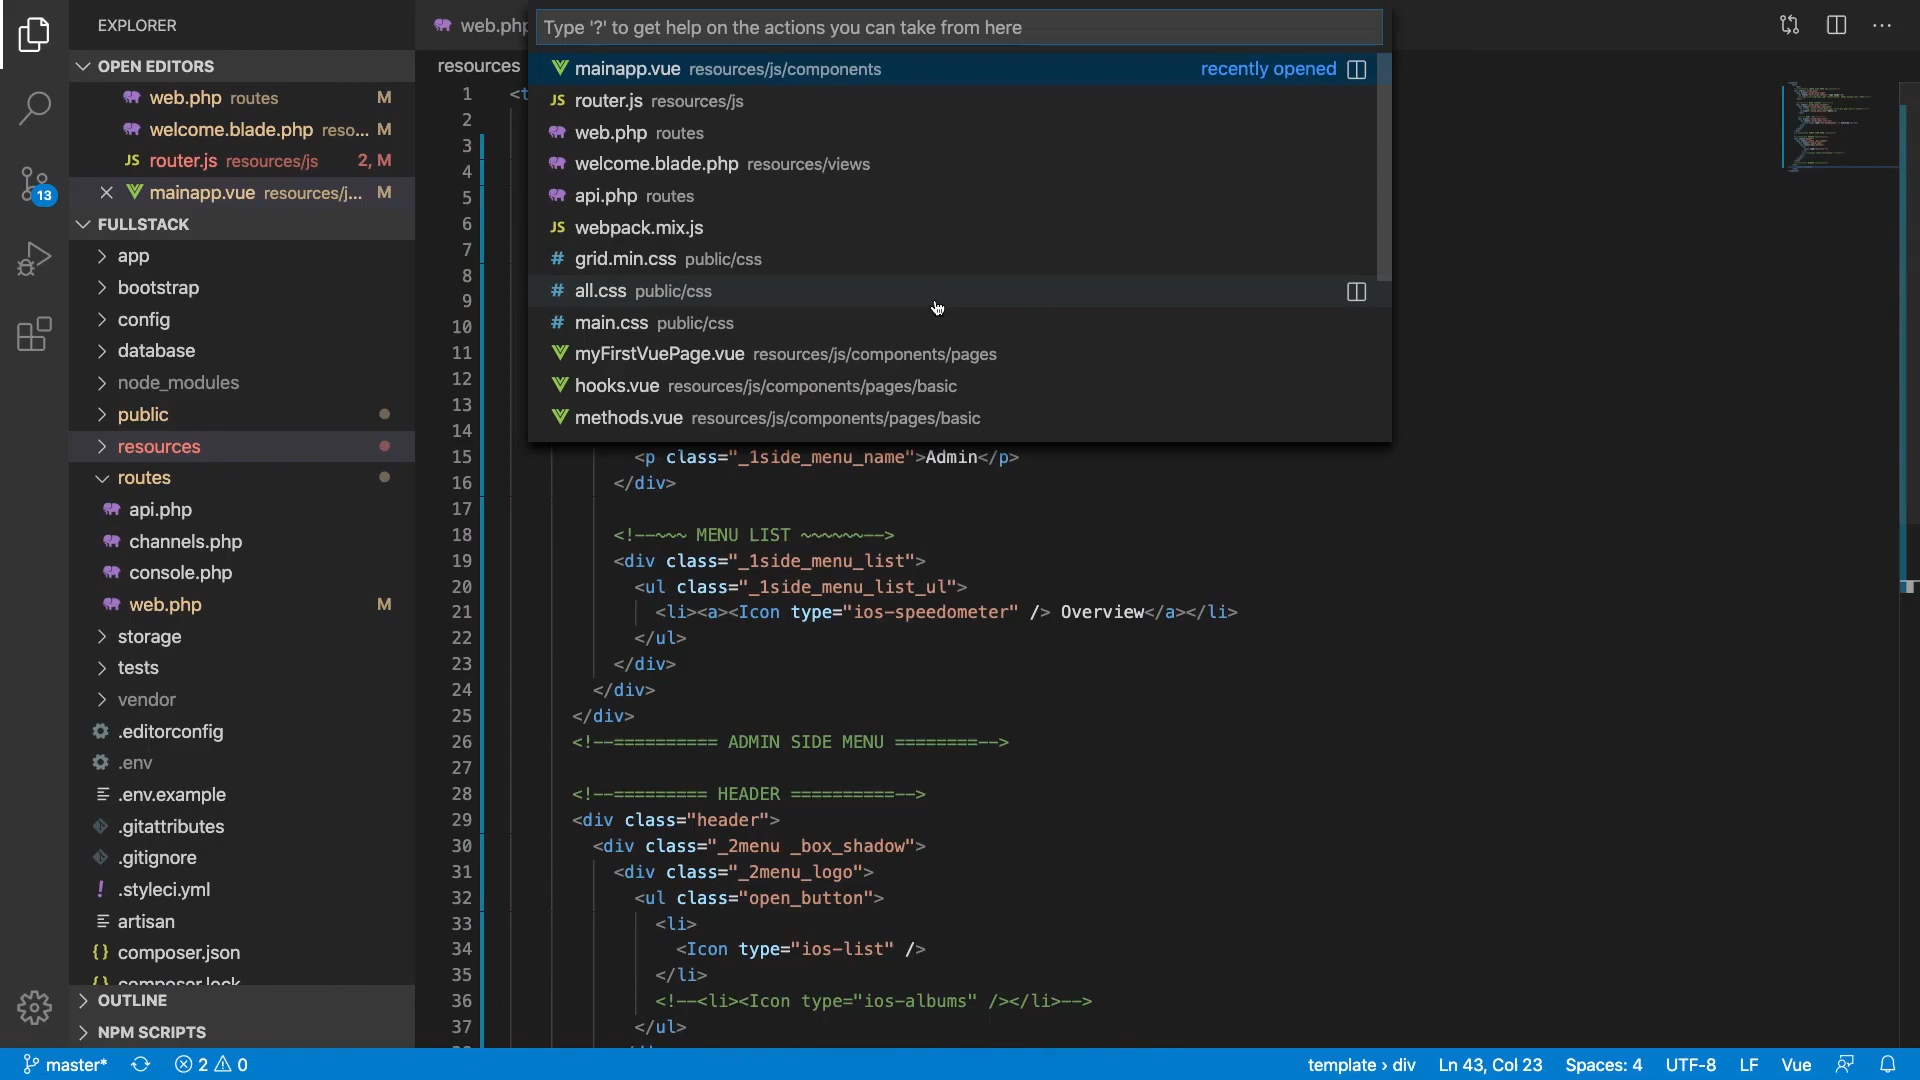 EXPLORER
OPEN EDITORS
web.php routes M
welcome.blade.php reso... M
JS router.js resources/js 2, M
mainapp.vue resources/j... M
FULLSTACK
app
bootstrap
config
database
node_modules
public
resources
routes
api.php
channels.php
console.php
web.php M
storage
tests
vendor
.editorconfig
.env
.env.example
.gitattributes
.gitignore
! .styleci.yml
artisan
{} composer.json
{} composer.lock
OUTLINE
NPM SCRIPTS
13
web.php
resources
Type '?' to get help on the actions you can take from here
mainapp.vue resources/js/components recently opened
JS router.js resources/js
web.php routes
welcome.blade.php resources/views
api.php routes
JS webpack.mix.js
# grid.min.css public/css
# all.css public/css
# main.css public/css
myFirstVuePage.vue resources/js/components/pages
hooks.vue resources/js/components/pages/basic
methods.vue resources/js/components/pages/basic
1 <t
2
3
4
5
6
7
8
9
10
11
12
13
14
15 <p class="_1side_menu_name">Admin</p>
16 </div>
17
18 <!--~~~ MENU LIST ~~~~~~-->
19 <div class="_1side_menu_list">
20 <ul class="_1side_menu_list_ul">
21 <li><a><Icon type="ios-speedometer" /> Overview</a></li>
22 </ul>
23 </div>
24 </div>
25 </div>
26 <!--========== ADMIN SIDE MENU ========-->
27
28 <!--========= HEADER ==========-->
29 <div class="header">
30 <div class="_2menu _box_shadow">
31 <div class="_2menu_logo">
32 <ul class="open_button">
33 <li>
34 <Icon type="ios-list" />
35 </li>
36 <!--<li><Icon type="ios-albums" /></li>-->
37 </ul>
master* 2 0 template › div Ln 43, Col 23 Spaces: 4 UTF-8 LF Vue